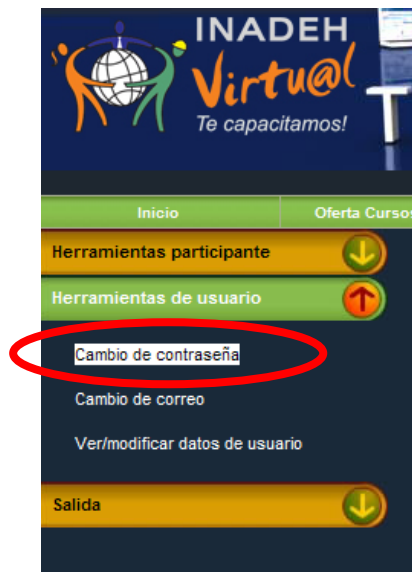 INADEH
Virtu@l
Te capacitamos!
T
Inicio
Oferta Cursos
Herramientas participante
Herramientas de usuario
Cambio de contraseña
Cambio de correo
Ver/modificar datos de usuario
Salida